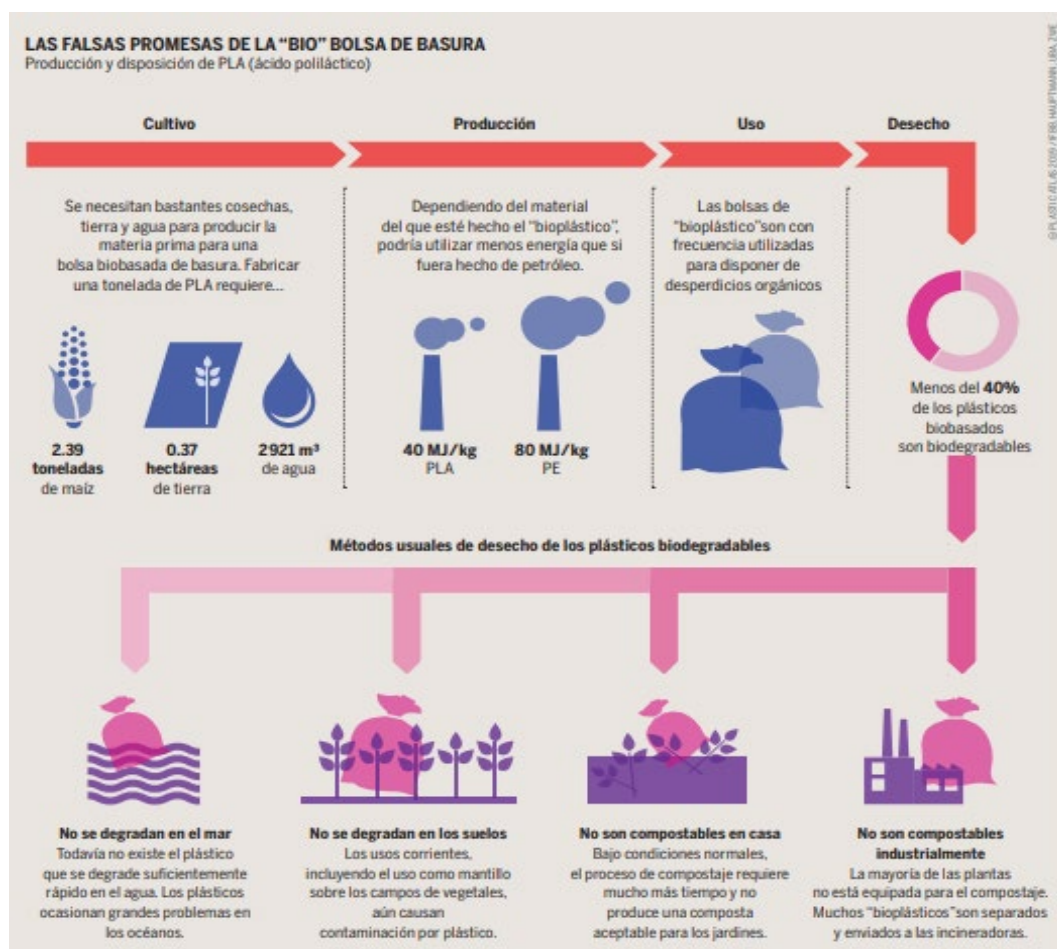 LAS FALSAS PROMESAS DE LA “BIO” BOLSA DE BASURA
Producción y disposición de PLA (ácido poliláctico)
Cultivo
Producción
Uso
Desecho
Se necesitan bastantes cosechas,
tierra y agua para producir la
materia prima para una
bolsa biobasada de basura. Fabricar
una tonelada de PLA requiere...
2.39
toneladas
de maíz
0.37
hectáreas
de tierra
2921 m³
de agua
Dependiendo del material
del que esté hecho el “bioplástico”,
podría utilizar menos energía que si
fuera hecho de petróleo.
40 MJ/kg
PLA
80 MJ/kg
PE
Las bolsas de
“bioplástico”son con
frecuencia utilizadas
para disponer de
desperdicios orgánicos
Menos del 40%
de los plásticos
biobasados
son biodegradables
Métodos usuales de desecho de los plásticos biodegradables
No se degradan en el mar
Todavía no existe el plástico
que se degrade suficientemente
rápido en el agua. Los plásticos
ocasionan grandes problemas en
los océanos.
No se degradan en los suelos
Los usos corrientes,
incluyendo el uso como mantillo
sobre los campos de vegetales,
aún causan
contaminación por plástico.
No son compostables en casa
Bajo condiciones normales,
el proceso de compostaje requiere
mucho más tiempo y no
produce una composta
aceptable para los jardines.
No son compostables
industrialmente
La mayoría de las plantas
no está equipada para el compostaje.
Muchos “bioplásticos”son separados
y enviados a las incineradoras.